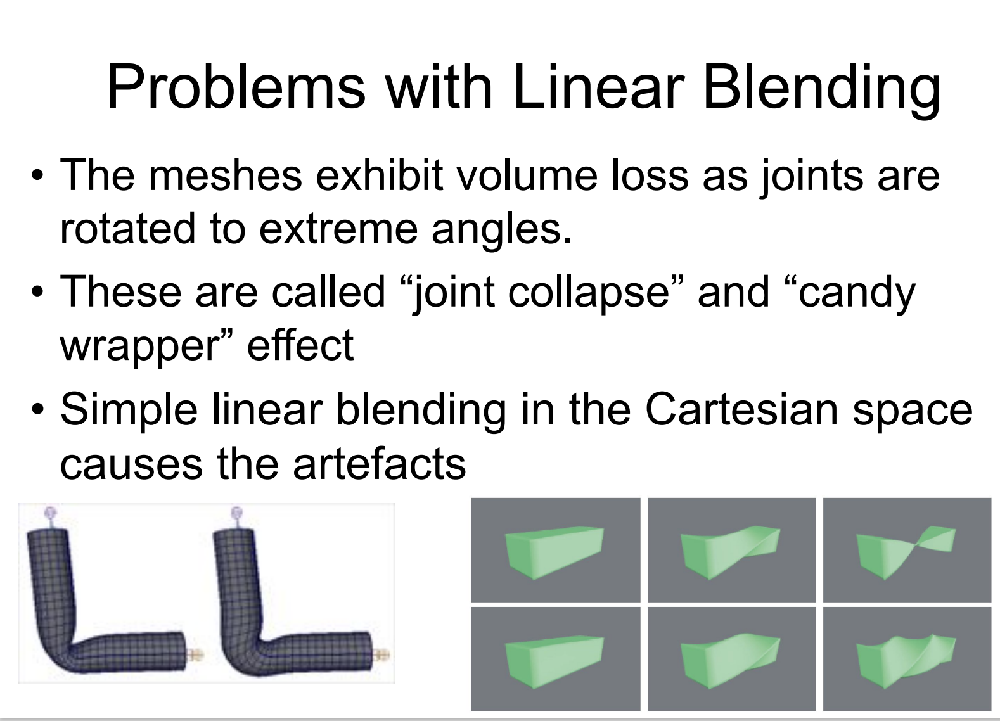 Problems with Linear Blending
• The meshes exhibit volume loss as joints are
rotated to extreme angles.
• These are called “joint collapse” and “candy
wrapper” effect
• Simple linear blending in the Cartesian space
causes the artefacts